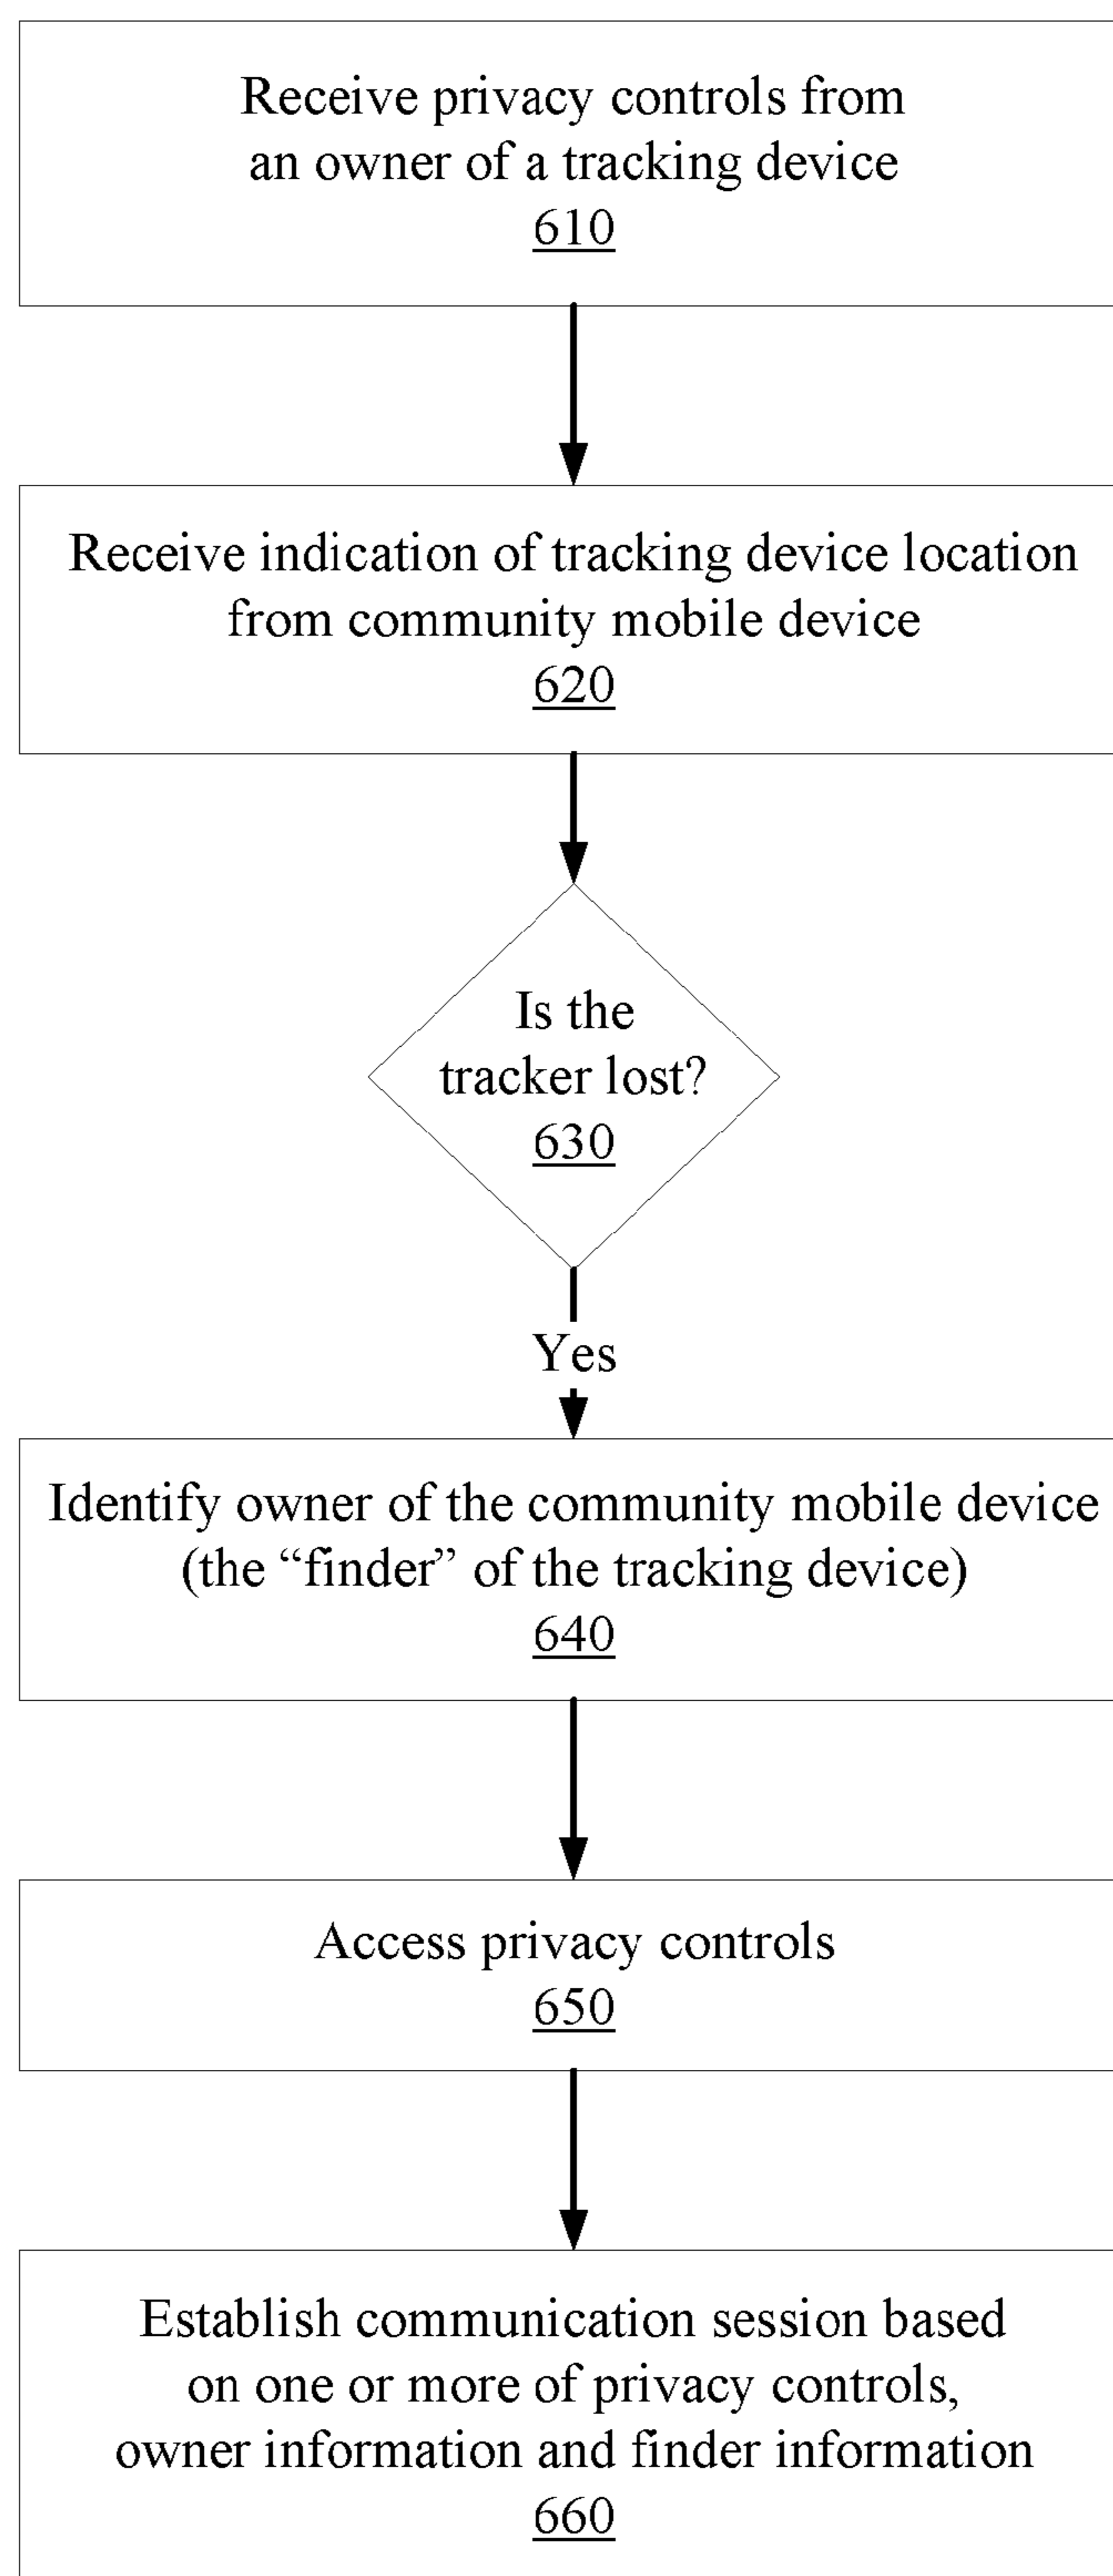 Receive privacy controls from
an owner of a tracking device
610
Receive indication of tracking device location
from community mobile device
620
Is the
tracker lost?
630
Yes
Identify owner of the community mobile device
(the “finder” of the tracking device)
640
Access privacy controls
650
Establish communication session based
on one or more of privacy controls,
owner information and finder information
660